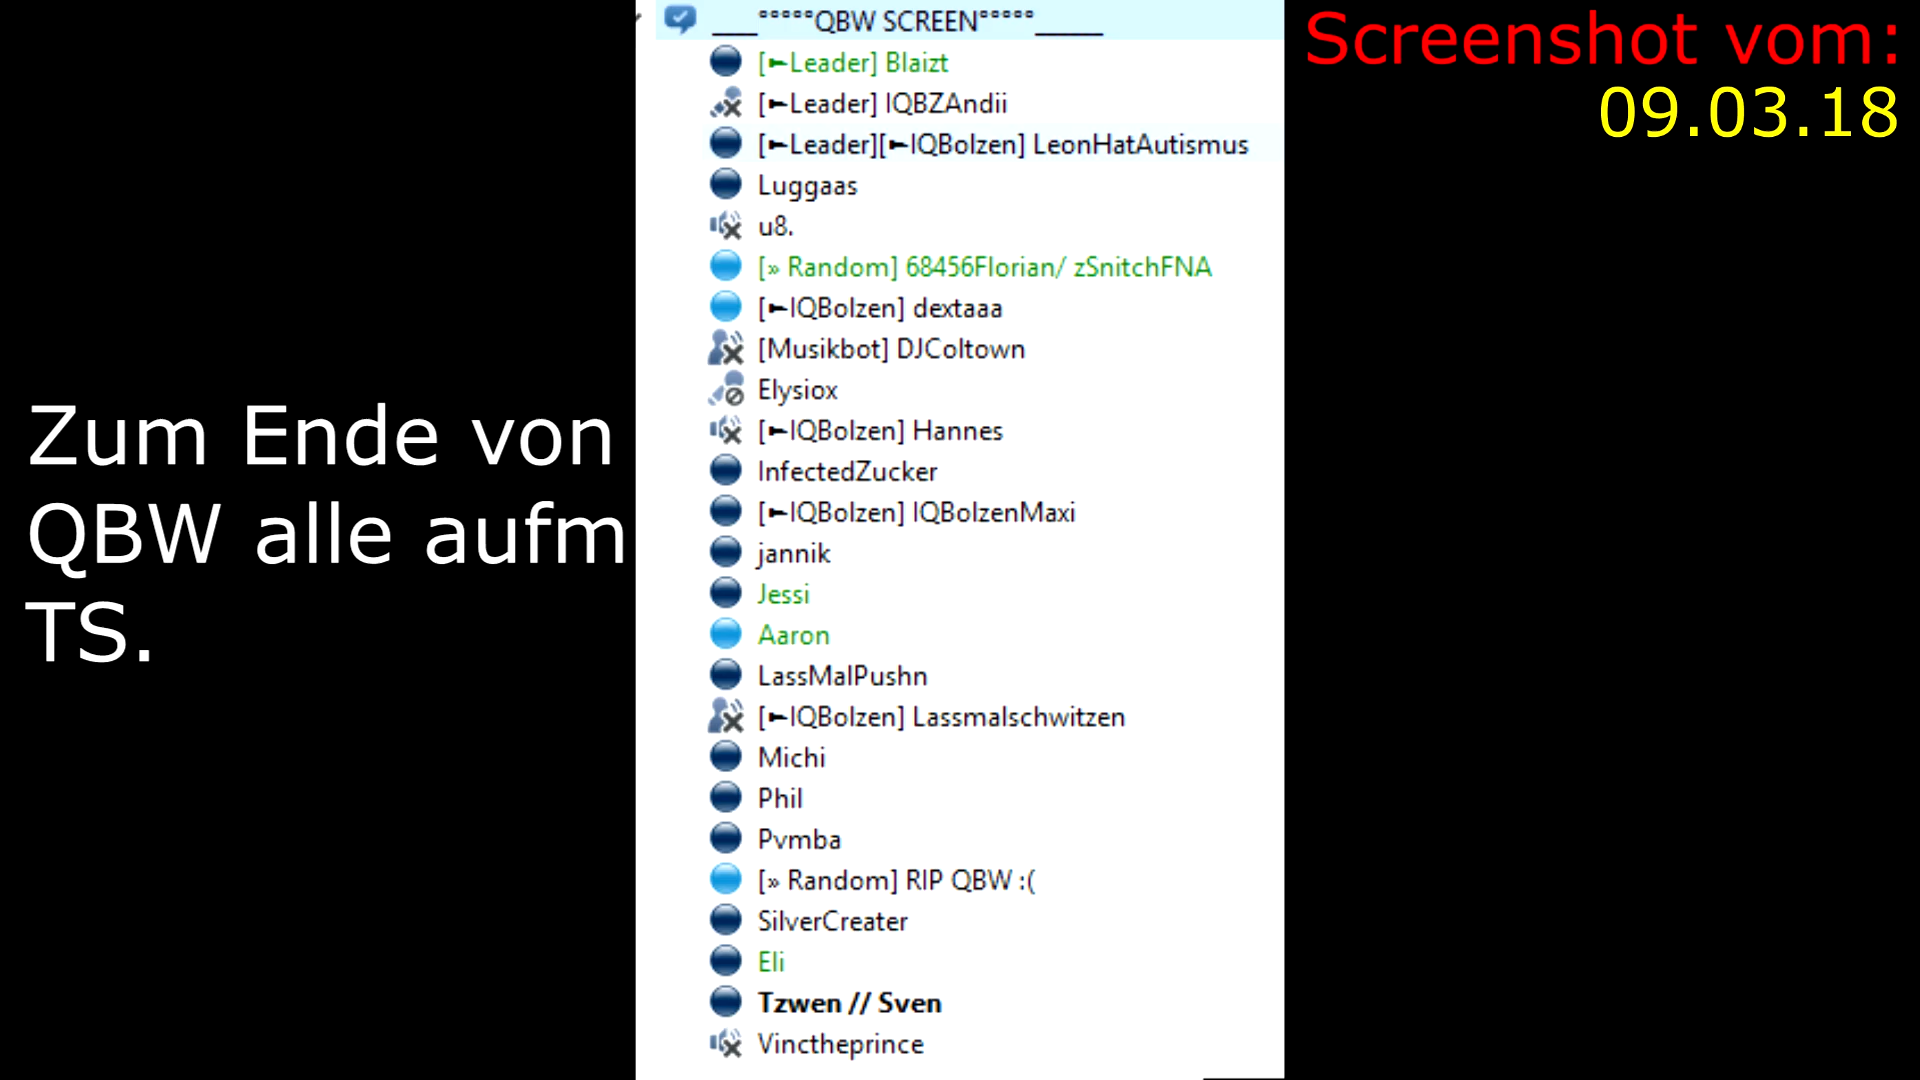 ___°°°°°QBW SCREEN°°°°°_____
[►Leader] Blaizt
[►Leader] IQBZAndii
[►Leader][►IQBolzen] LeonHatAutismus
Luggaas
u8.
[» Random] 68456Florian/ zSnitchFNA
[►IQBolzen] dextaaa
[Musikbot] DJColtown
Elysiox
[►IQBolzen] Hannes
InfectedZucker
[►IQBolzen] IQBolzenMaxi
jannik
Jessi
Aaron
LassMalPushn
[►IQBolzen] Lassmalschwitzen
Michi
Phil
Pvmba
[» Random] RIP QBW :(
SilverCreater
Eli
Tzwen // Sven
Vinctheprince
Screenshot vom:
09.03.18
Zum Ende von
QBW alle aufm
TS.